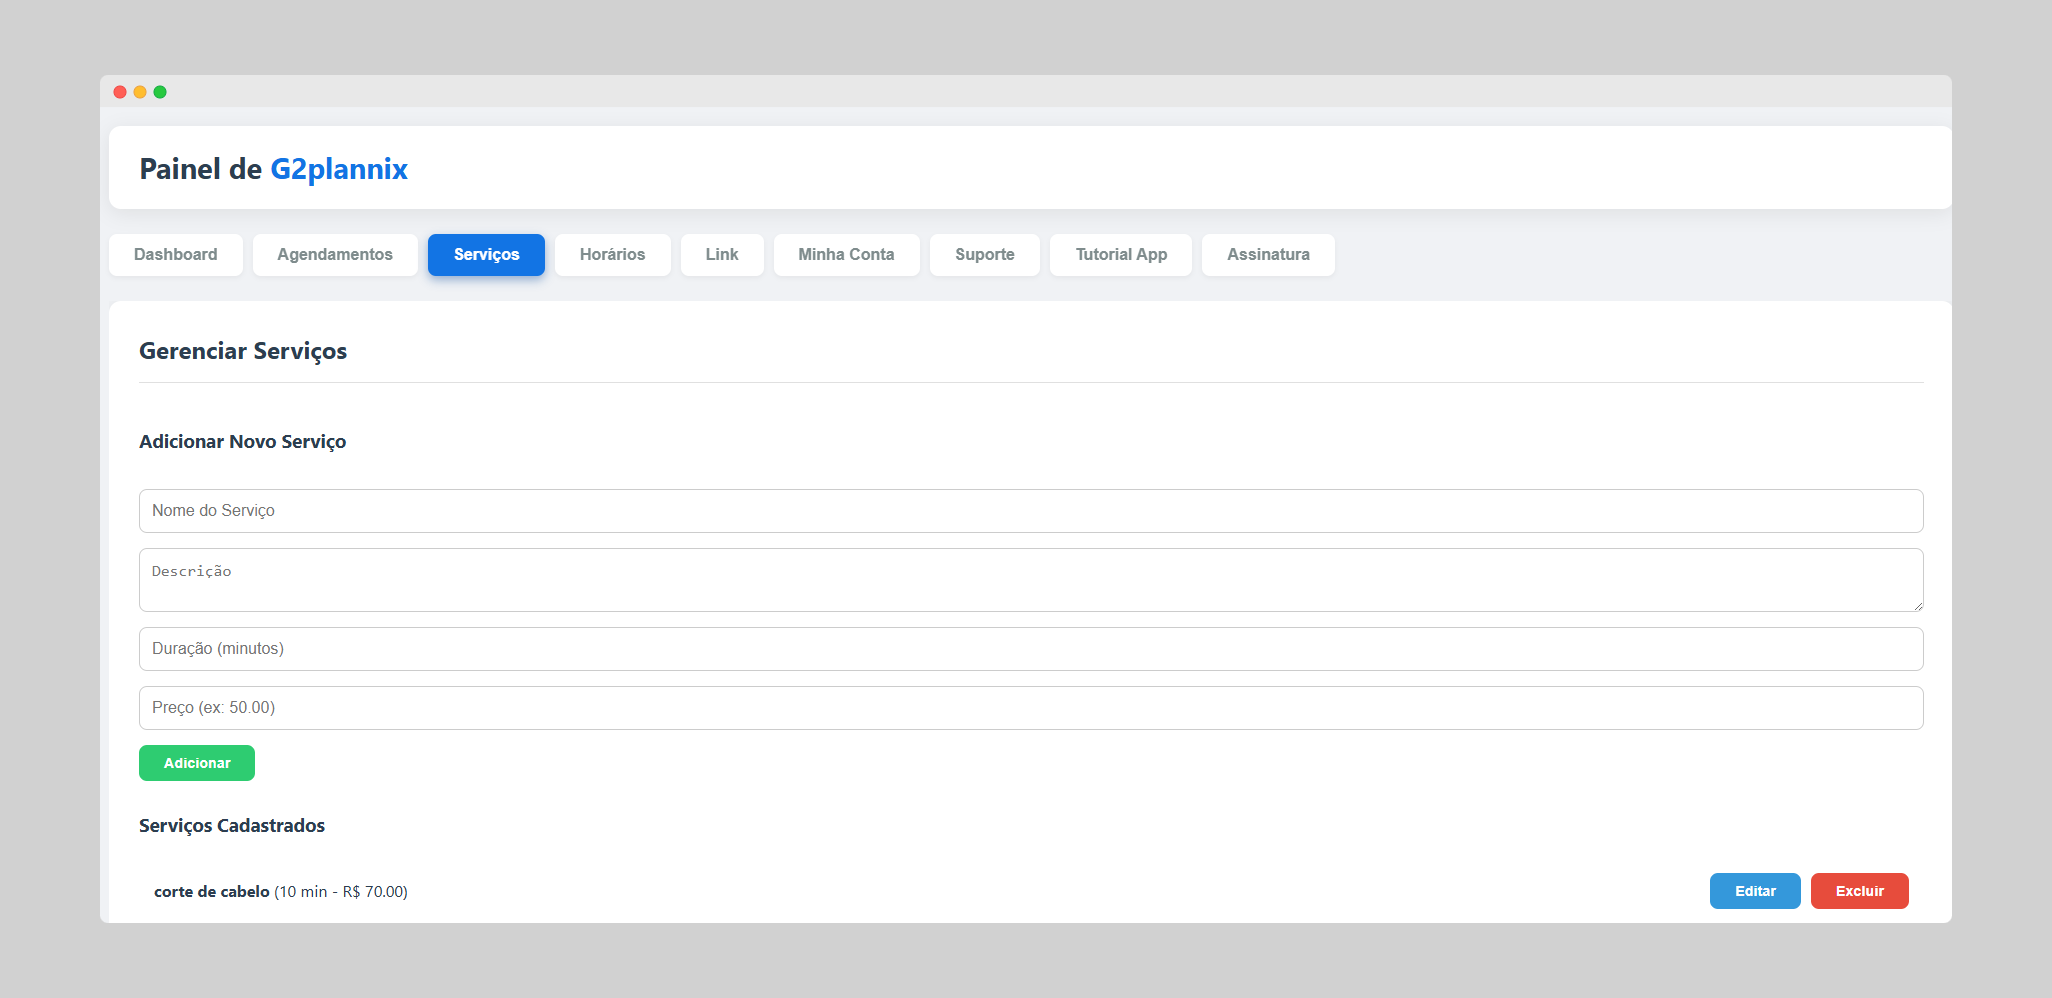 Painel de G2plannix
Dashboard Agendamentos Serviços Horários Link Minha Conta Suporte Tutorial App Assinatura
Gerenciar Serviços
Adicionar Novo Serviço
Nome do Serviço
Descrição
Duração (minutos)
Preço (ex: 50.00)
Adicionar
Serviços Cadastrados
corte de cabelo (10 min - R$ 70.00) Editar Excluir